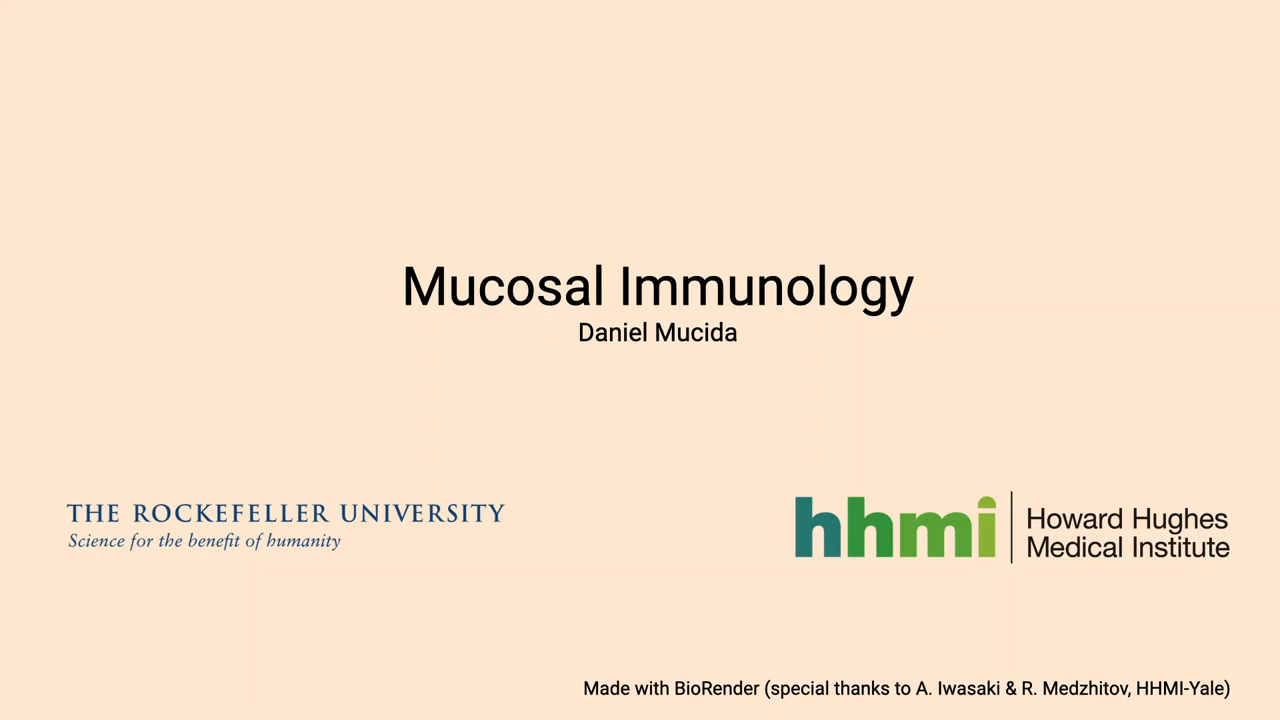 Mucosal Immunology
Daniel Mucida
THE ROCKEFELLER UNIVERSITY
Science for the benefit of humanity
hhmi
Howard Hughes
Medical Institute
Made with BioRender (special thanks to A. Iwasaki & R. Medzhitov, HHMI-Yale)